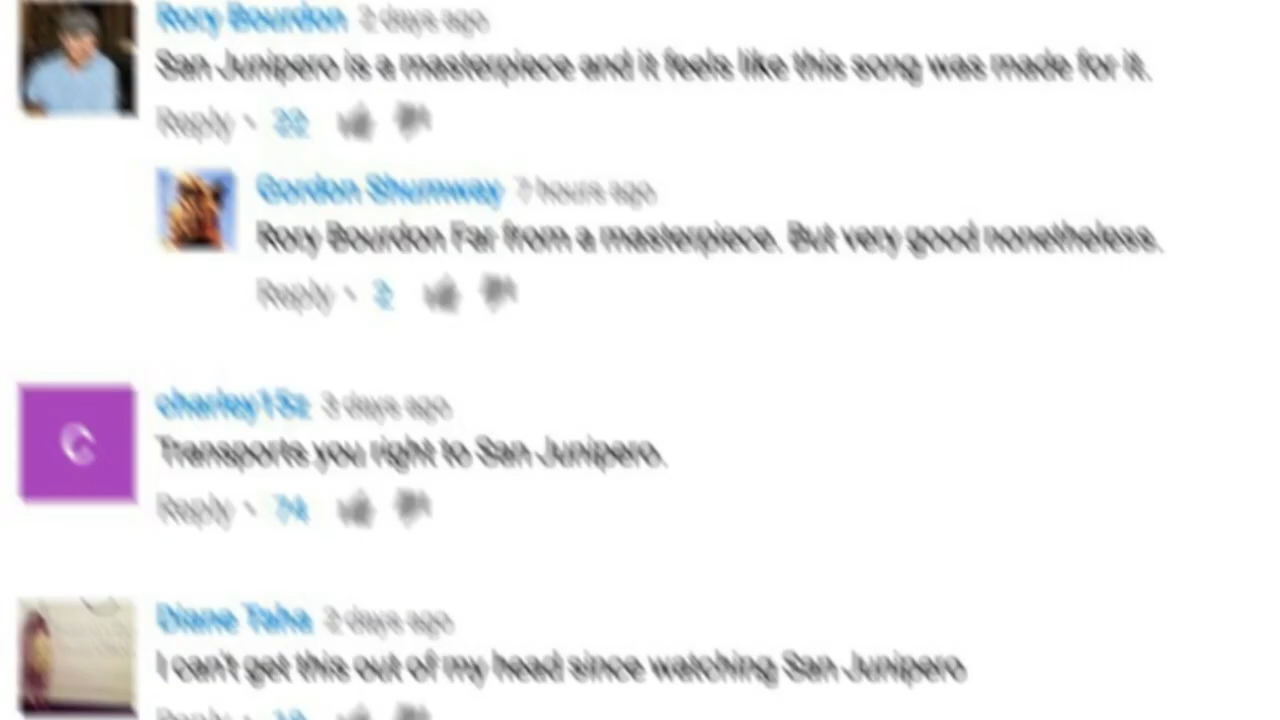 Rory Bourdon 2 days ago
San Junipero is a masterpiece and it feels like this song was made for it.
Reply • 22
Gordon Shumway 7 hours ago
Rory Bourdon Far from a masterpiece. But very good nonetheless.
Reply • 2
C
3 days ago
Transports you right to San Junipero.
Reply • 74
Diane Taha 2 days ago
I can't get this out of my head since watching San Junipero
Reply •